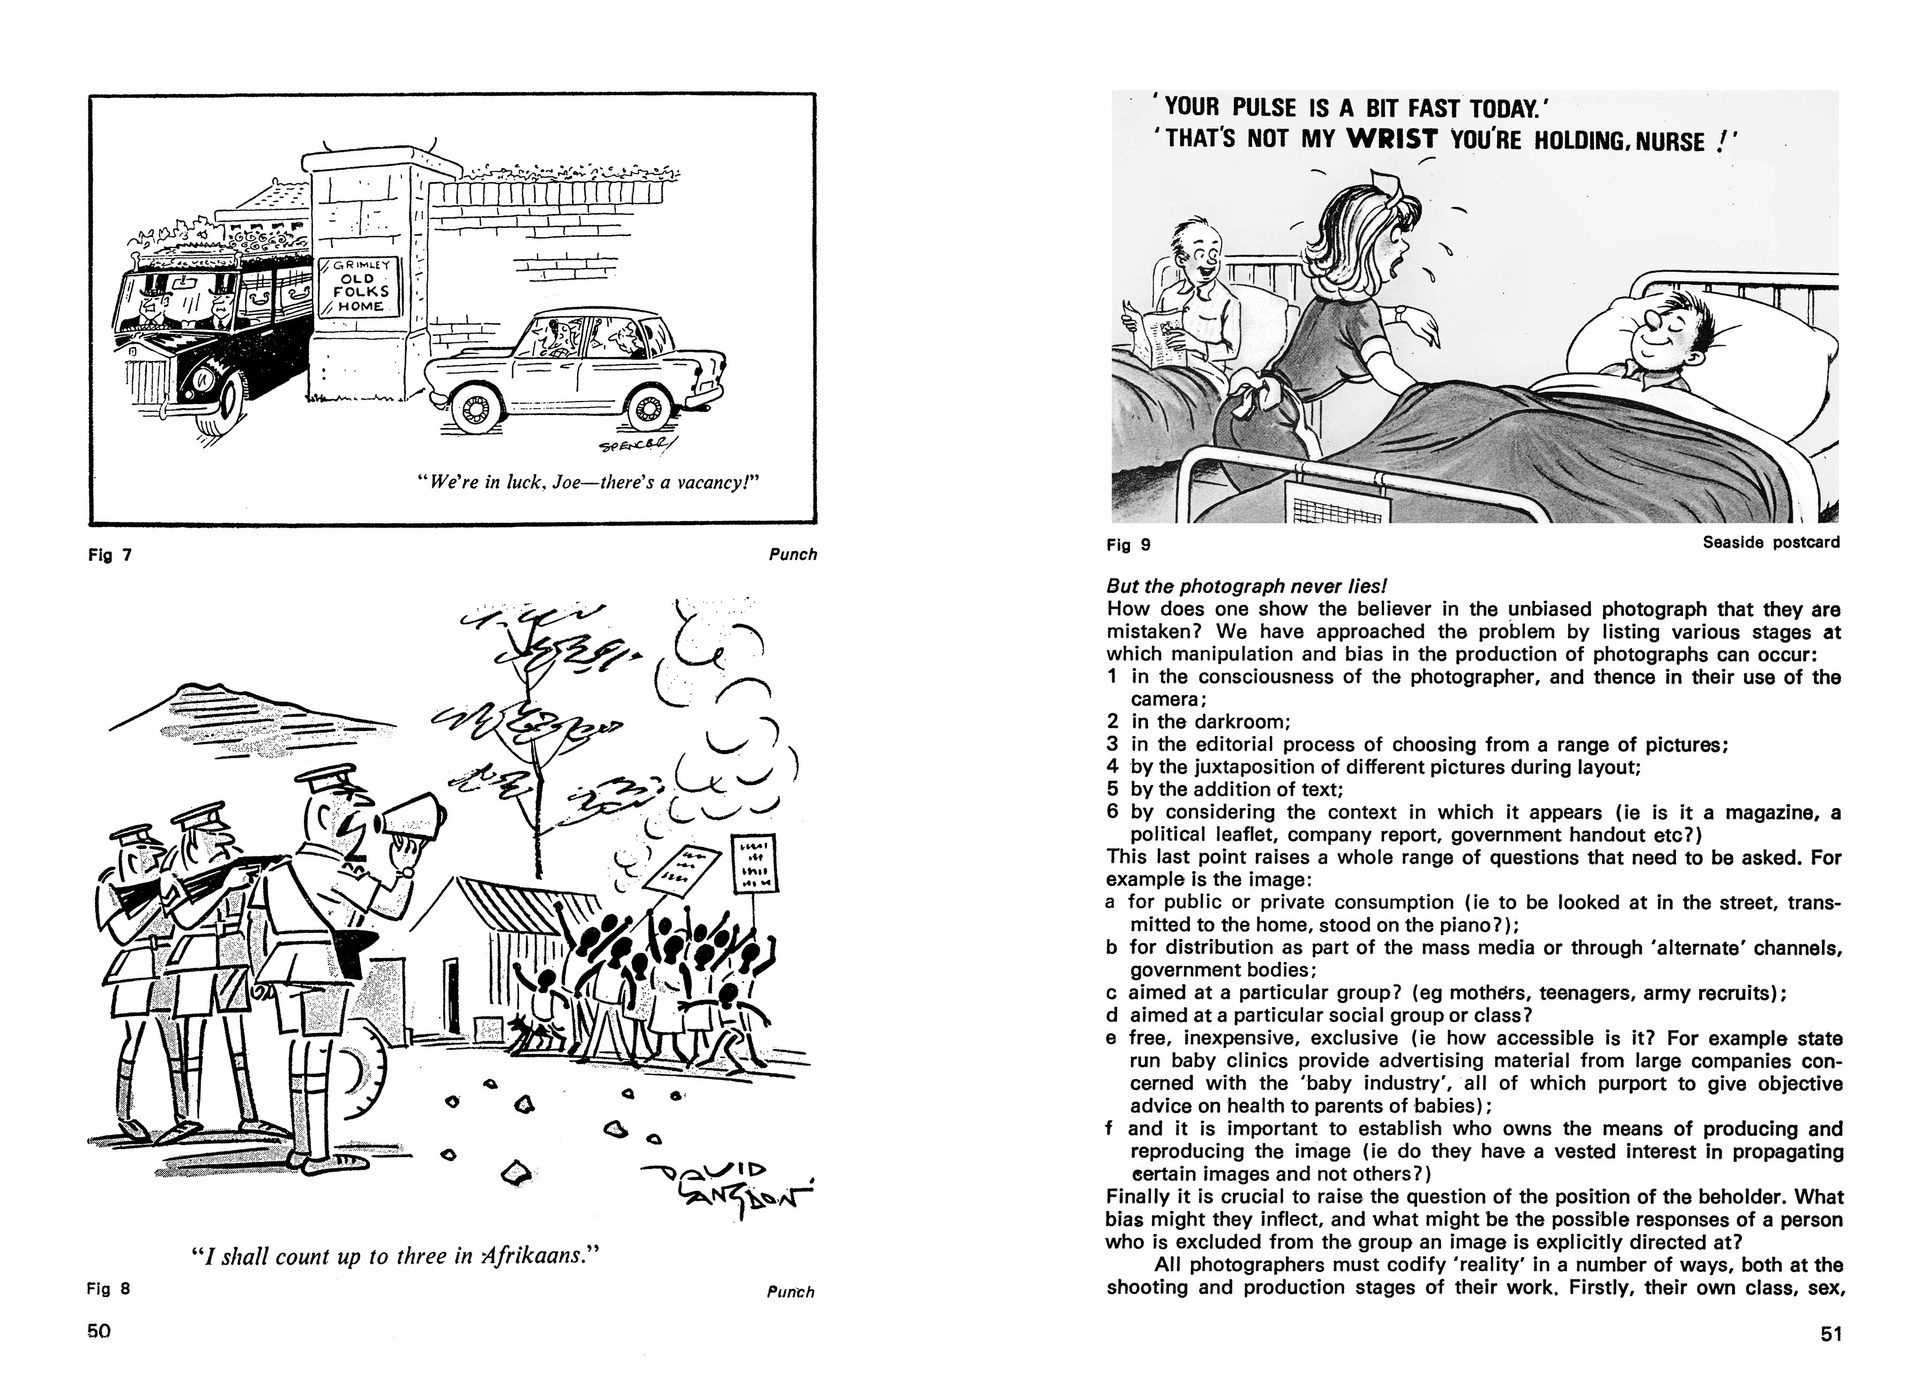 GRIMLEY
OLD
FOLKS
HOME
SPENCER
"We're in luck, Joe—there's a vacancy!"
Fig 7
Punch
DAVID
LANGDON
"I shall count up to three in Afrikaans."
Fig 8
Punch
50
'YOUR PULSE IS A BIT FAST TODAY.'
'THAT'S NOT MY WRIST YOU'RE HOLDING, NURSE !'
Fig 9
Seaside postcard
But the photograph never lies!
How does one show the believer in the unbiased photograph that they are
mistaken? We have approached the problem by listing various stages at
which manipulation and bias in the production of photographs can occur:
1 in the consciousness of the photographer, and thence in their use of the
camera;
2 in the darkroom;
3 in the editorial process of choosing from a range of pictures;
4 by the juxtaposition of different pictures during layout;
5 by the addition of text;
6 by considering the context in which it appears (ie is it a magazine, a
political leaflet, company report, government handout etc?)
This last point raises a whole range of questions that need to be asked. For
example is the image:
a for public or private consumption (ie to be looked at in the street, trans-
mitted to the home, stood on the piano?);
b for distribution as part of the mass media or through 'alternate' channels,
government bodies;
c aimed at a particular group? (eg mothers, teenagers, army recruits);
d aimed at a particular social group or class?
e free, inexpensive, exclusive (ie how accessible is it? For example state
run baby clinics provide advertising material from large companies con-
cerned with the 'baby industry', all of which purport to give objective
advice on health to parents of babies);
f and it is important to establish who owns the means of producing and
reproducing the image (ie do they have a vested interest in propagating
certain images and not others?)
Finally it is crucial to raise the question of the position of the beholder. What
bias might they inflect, and what might be the possible responses of a person
who is excluded from the group an image is explicitly directed at?
All photographers must codify 'reality' in a number of ways, both at the
shooting and production stages of their work. Firstly, their own class, sex,
51